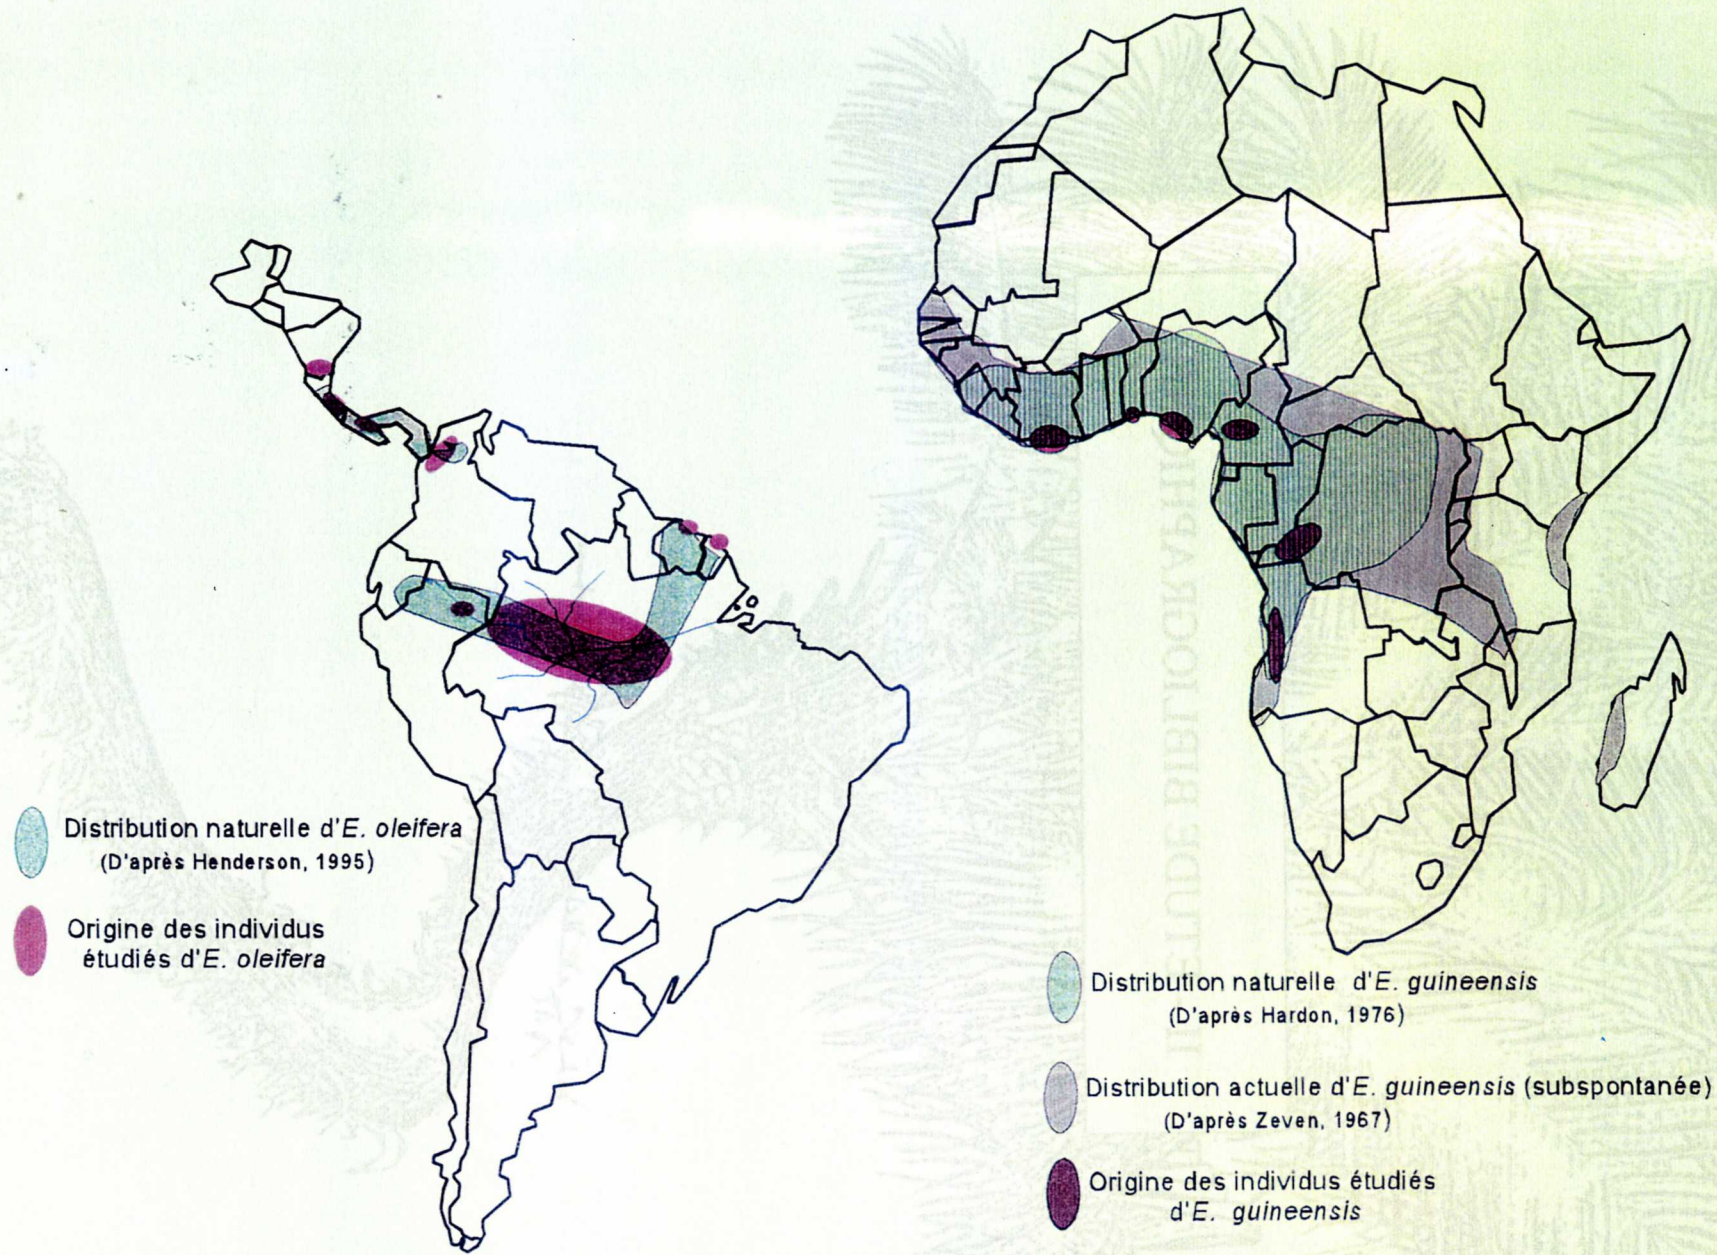 Distribution naturelle d'E. oleifera
(D'après Henderson, 1995)
Origine des individus
étudiés d'E. oleifera
Distribution naturelle d'E. guineensis
(D'après Hardon, 1976)
Distribution actuelle d'E. guineensis (subspontanée)
(D'après Zeven, 1967)
Origine des individus étudiés
d'E. guineensis